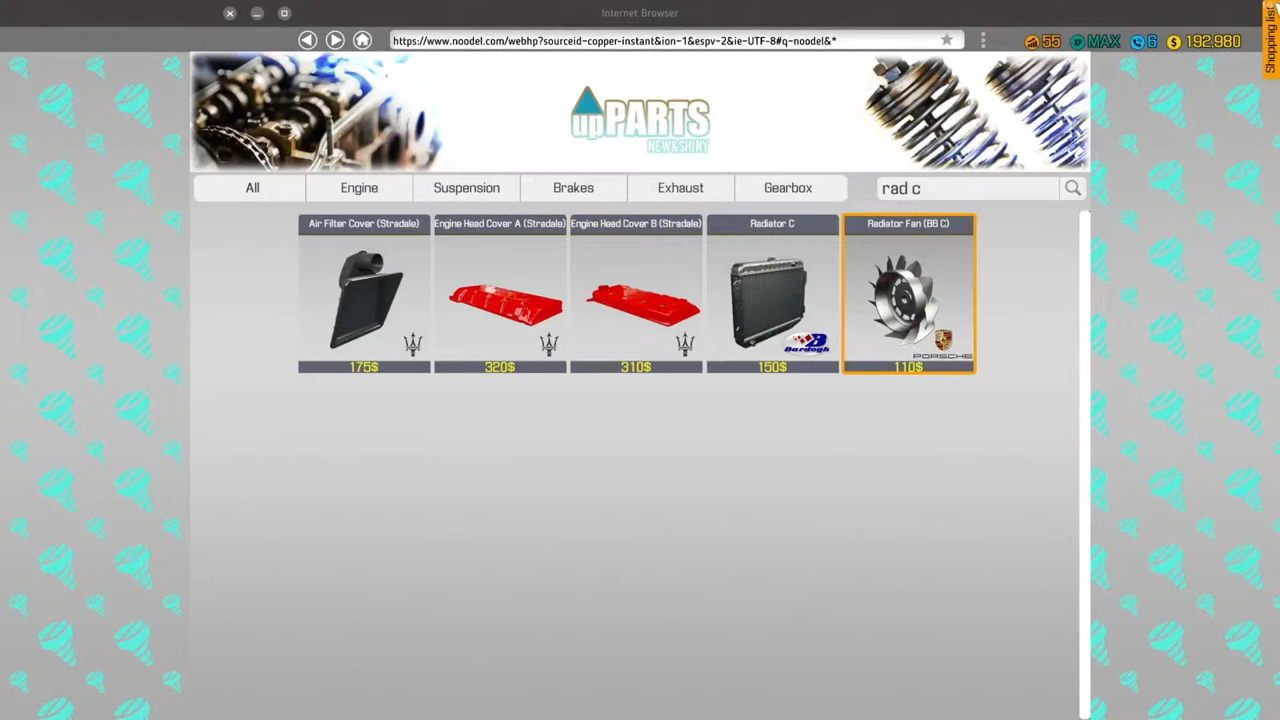 Internet Browser
https://www.noodel.com/webhp?sourceid-copper-instant&ion-1&espv-2&ie-UTF-8#q-noodel&*
55 XP MAX 6 $ 192,980
Shopping list
upPARTS
NEW&SHINY
All Engine Suspension Brakes Exhaust Gearbox rad c
Air Filter Cover (Stradale) Engine Head Cover A (Stradale) Engine Head Cover B (Stradale) Radiator C Radiator Fan (B6 C)
Bardogh
PORSCHE
175$ 320$ 310$ 150$ 110$